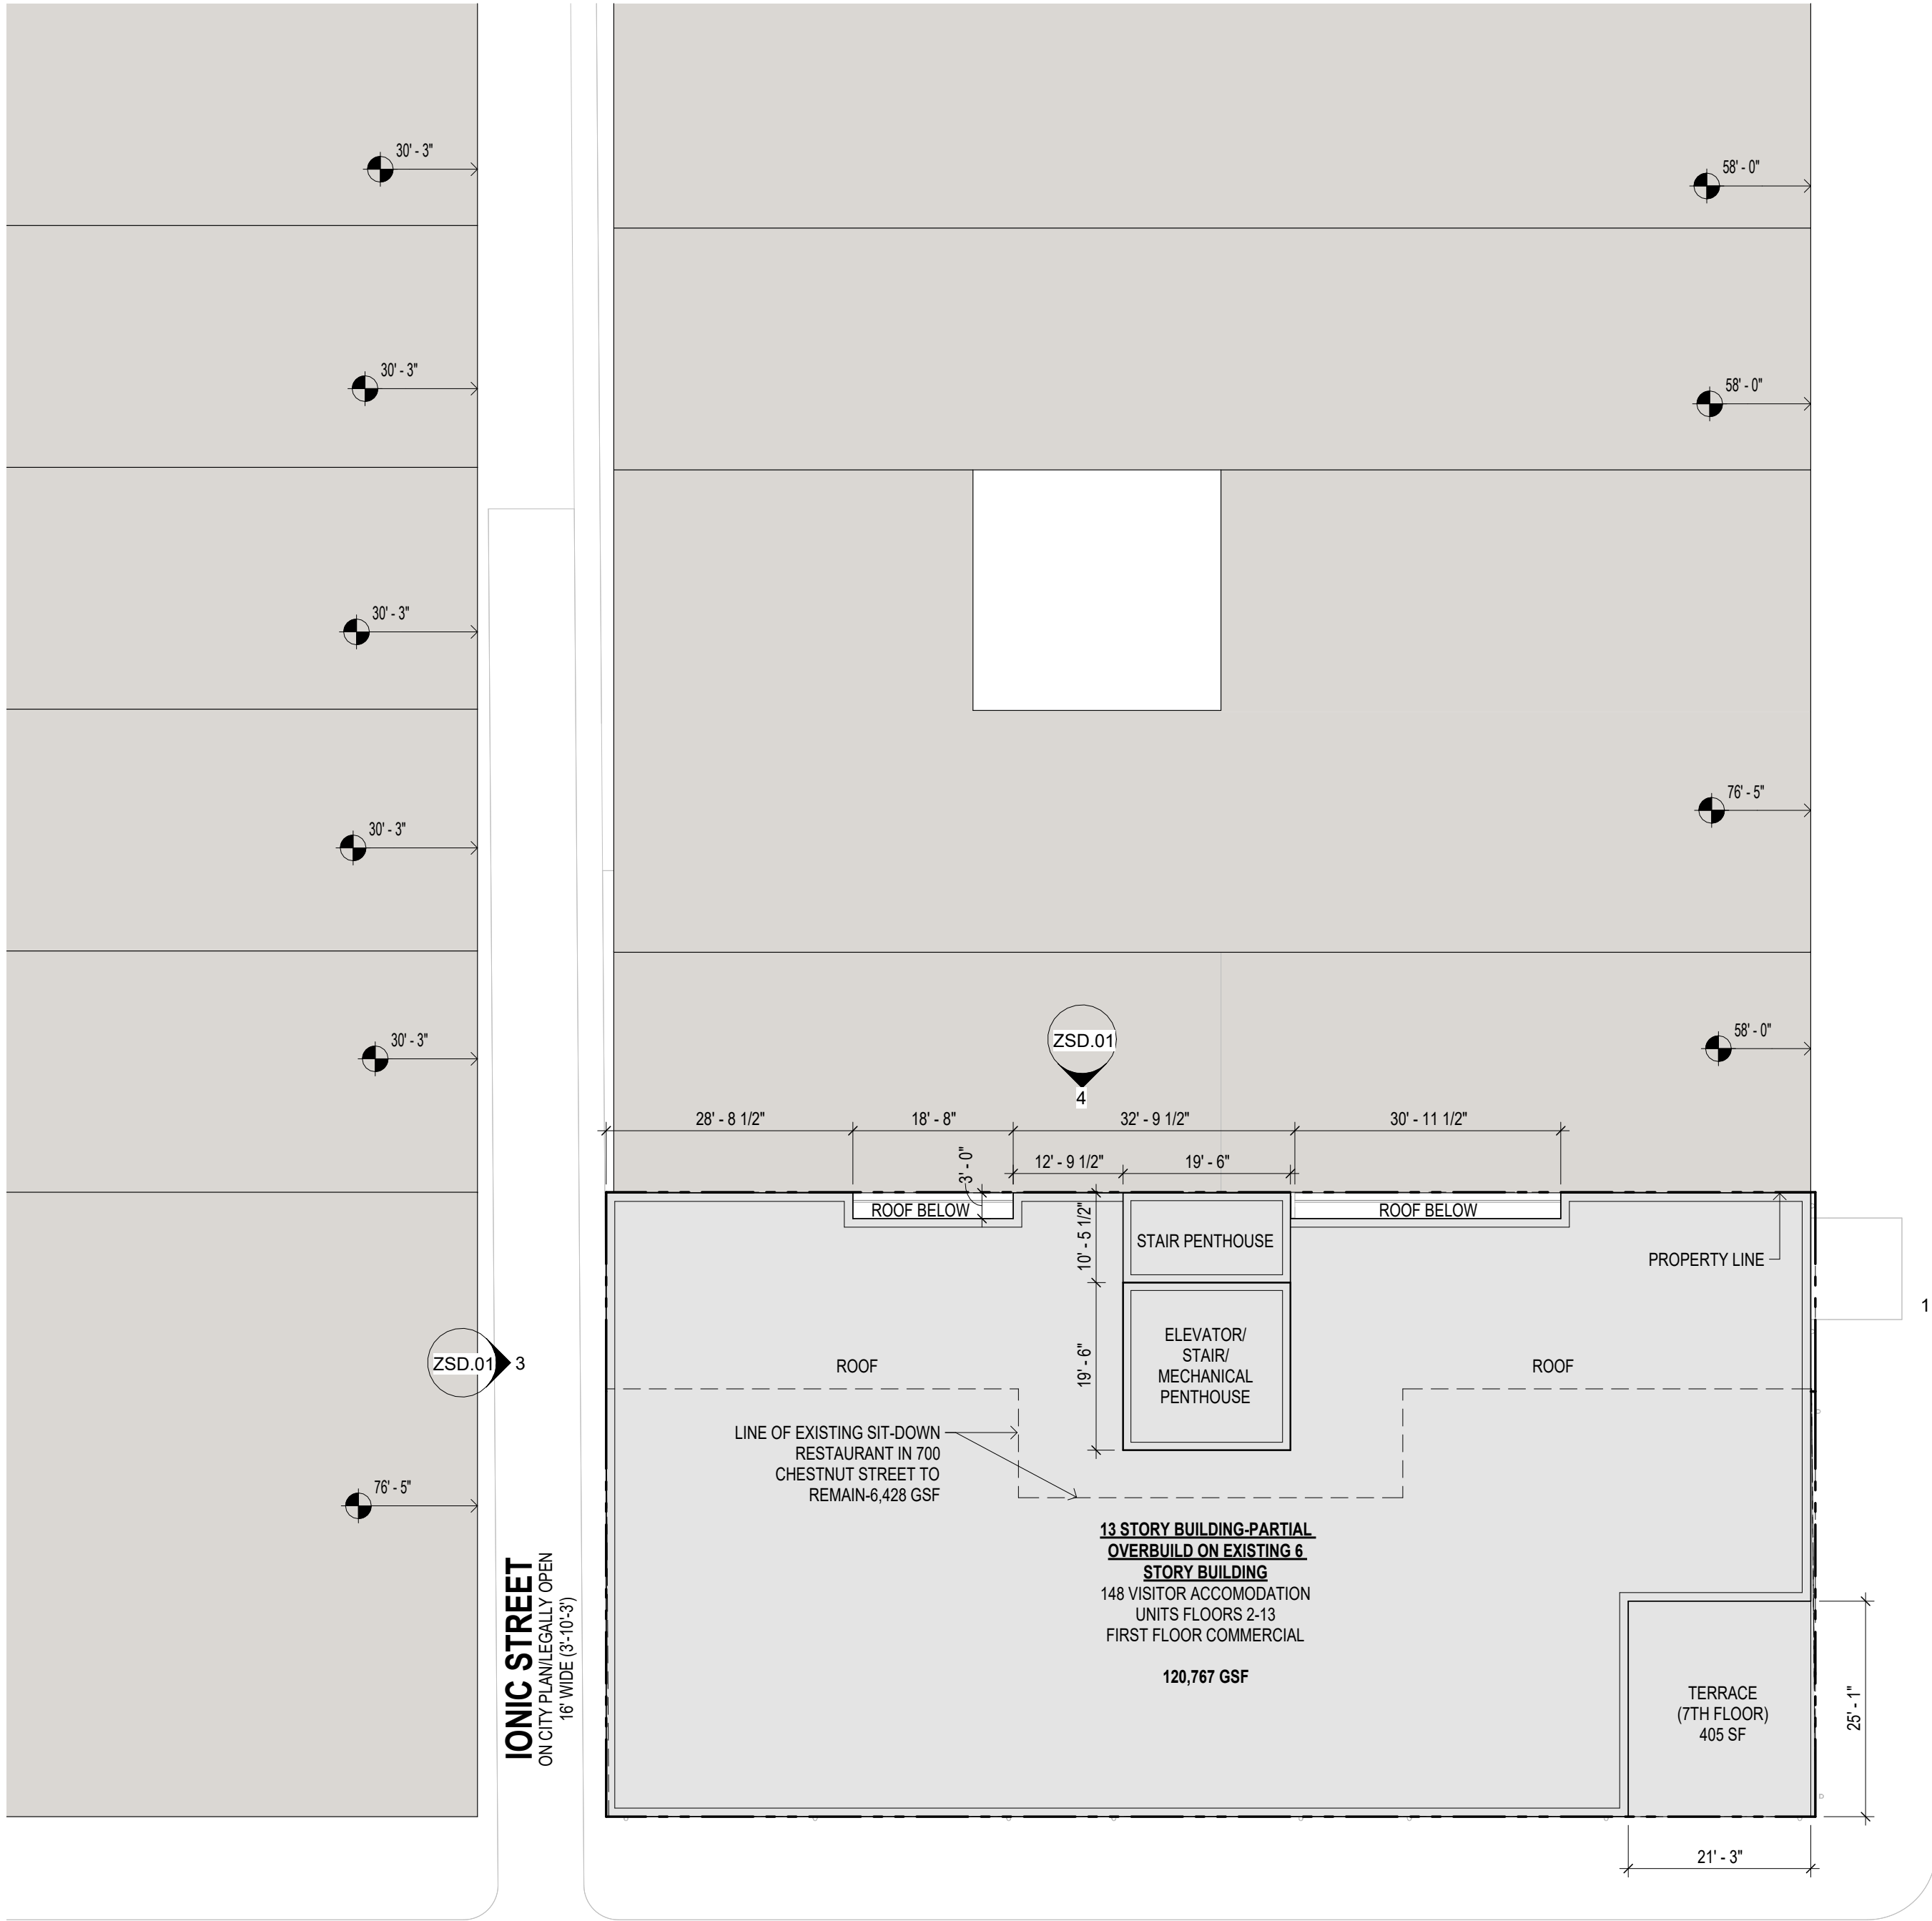 30' - 3"
58' - 0"
30' - 3"
58' - 0"
30' - 3"
76' - 5"
30' - 3"
30' - 3"
58' - 0"
ZSD.01
4
28' - 8 1/2"
18' - 8"
32' - 9 1/2"
30' - 11 1/2"
3' - 0"
12' - 9 1/2"
19' - 6"
ROOF BELOW
ROOF BELOW
10' - 5 1/2"
STAIR PENTHOUSE
PROPERTY LINE
1
ZSD.01
3
ROOF
19' - 6"
ELEVATOR/
STAIR/
MECHANICAL
PENTHOUSE
ROOF
LINE OF EXISTING SIT-DOWN
RESTAURANT IN 700
CHESTNUT STREET TO
REMAIN-6,428 GSF
76' - 5"
13 STORY BUILDING-PARTIAL
OVERBUILD ON EXISTING 6
STORY BUILDING
148 VISITOR ACCOMODATION
UNITS FLOORS 2-13
FIRST FLOOR COMMERCIAL
120,767 GSF
IONIC STREET
ON CITY PLAN/LEGALLY OPEN
16' WIDE (3'-10'-3')
TERRACE
(7TH FLOOR)
405 SF
25' - 1"
21' - 3"